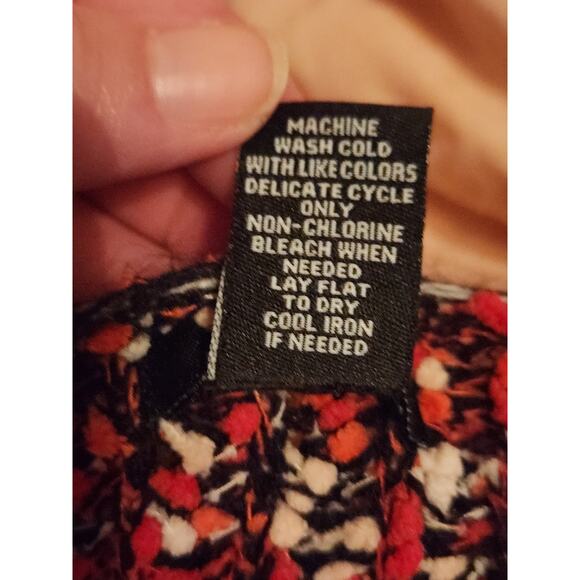 MACHINE
WASH COLD
WITH LIKE COLORS
DELICATE CYCLE
ONLY
NON-CHLORINE
BLEACH WHEN
NEEDED
LAY FLAT
TO DRY
COOL IRON
IF NEEDED